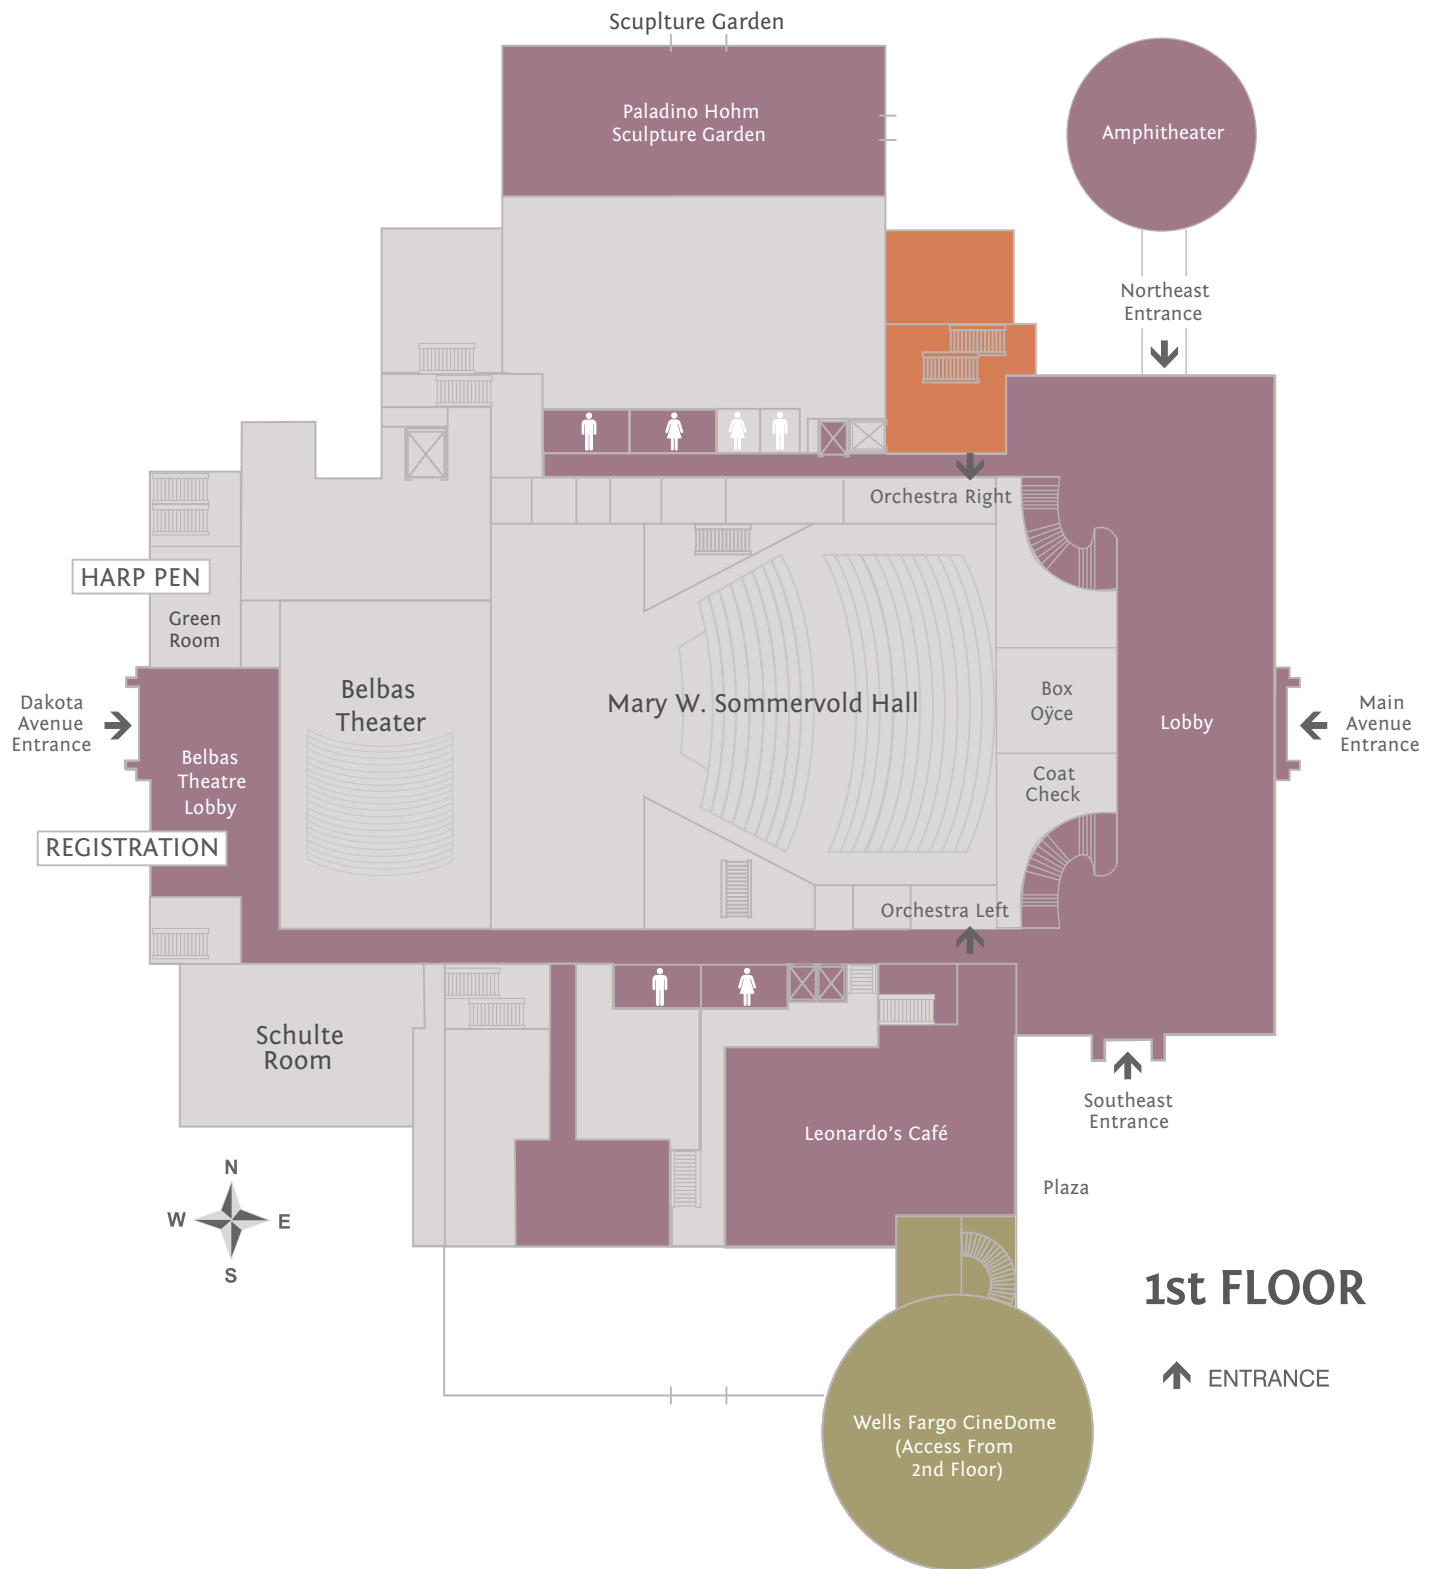 Scuplture Garden
Paladino Hohm
Sculpture Garden
Amphitheater
Northeast
Entrance
Orchestra Right
HARP PEN
Green
Room
Dakota
Avenue
Entrance
Belbas
Theater
Mary W. Sommervold Hall
Box
Oÿce
Lobby
Main
Avenue
Entrance
Belbas
Theatre
Lobby
Coat
Check
REGISTRATION
Orchestra Left
Schulte
Room
Southeast
Entrance
Leonardo’s Café
Plaza
N
W
E
S
1st FLOOR
ENTRANCE
Wells Fargo CineDome
(Access From
2nd Floor)